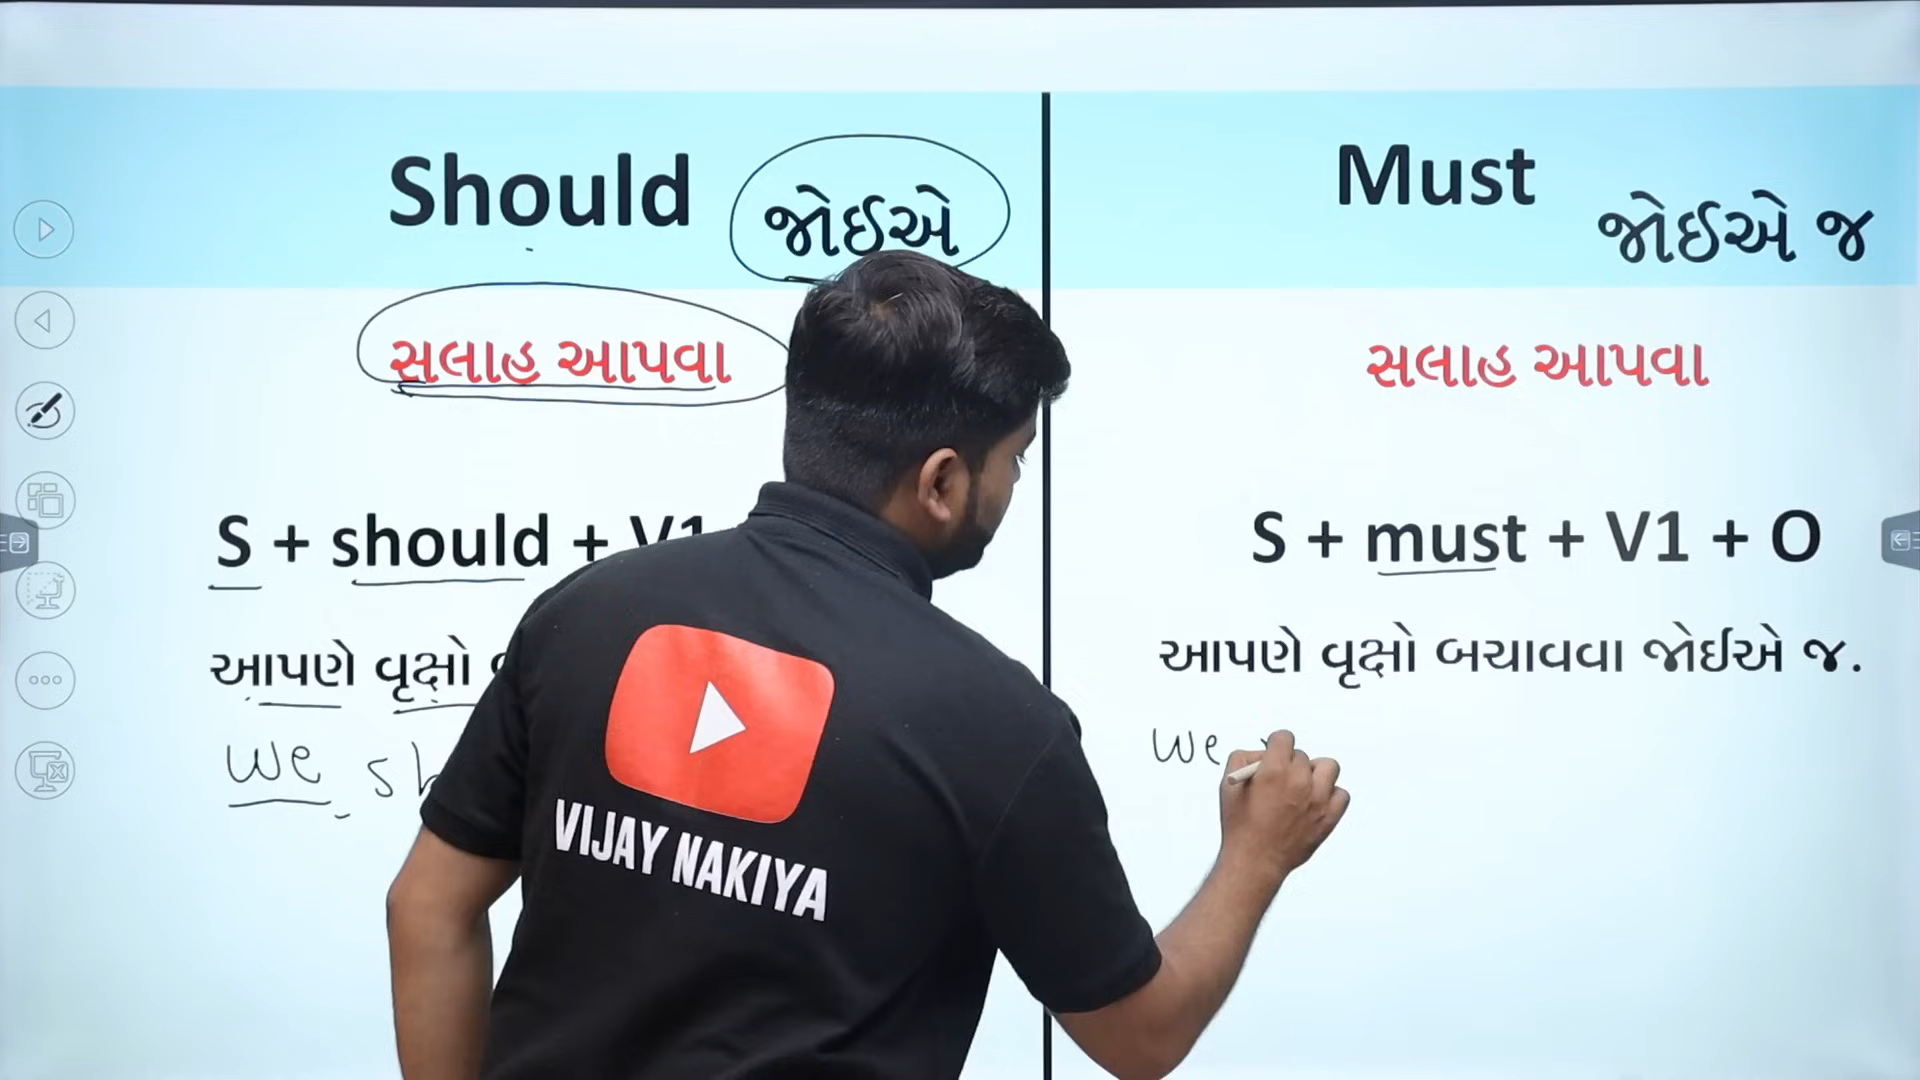 Should જોઈએ
સલાહ આપવા
S + should + V1
આપણે વૃક્ષો
we
Must જોઈએ જ
સલાહ આપવા
S + must + V1 + O
આપણે વૃક્ષો બચાવવા જોઈએ જ.
we
VIJAY NAKIYA